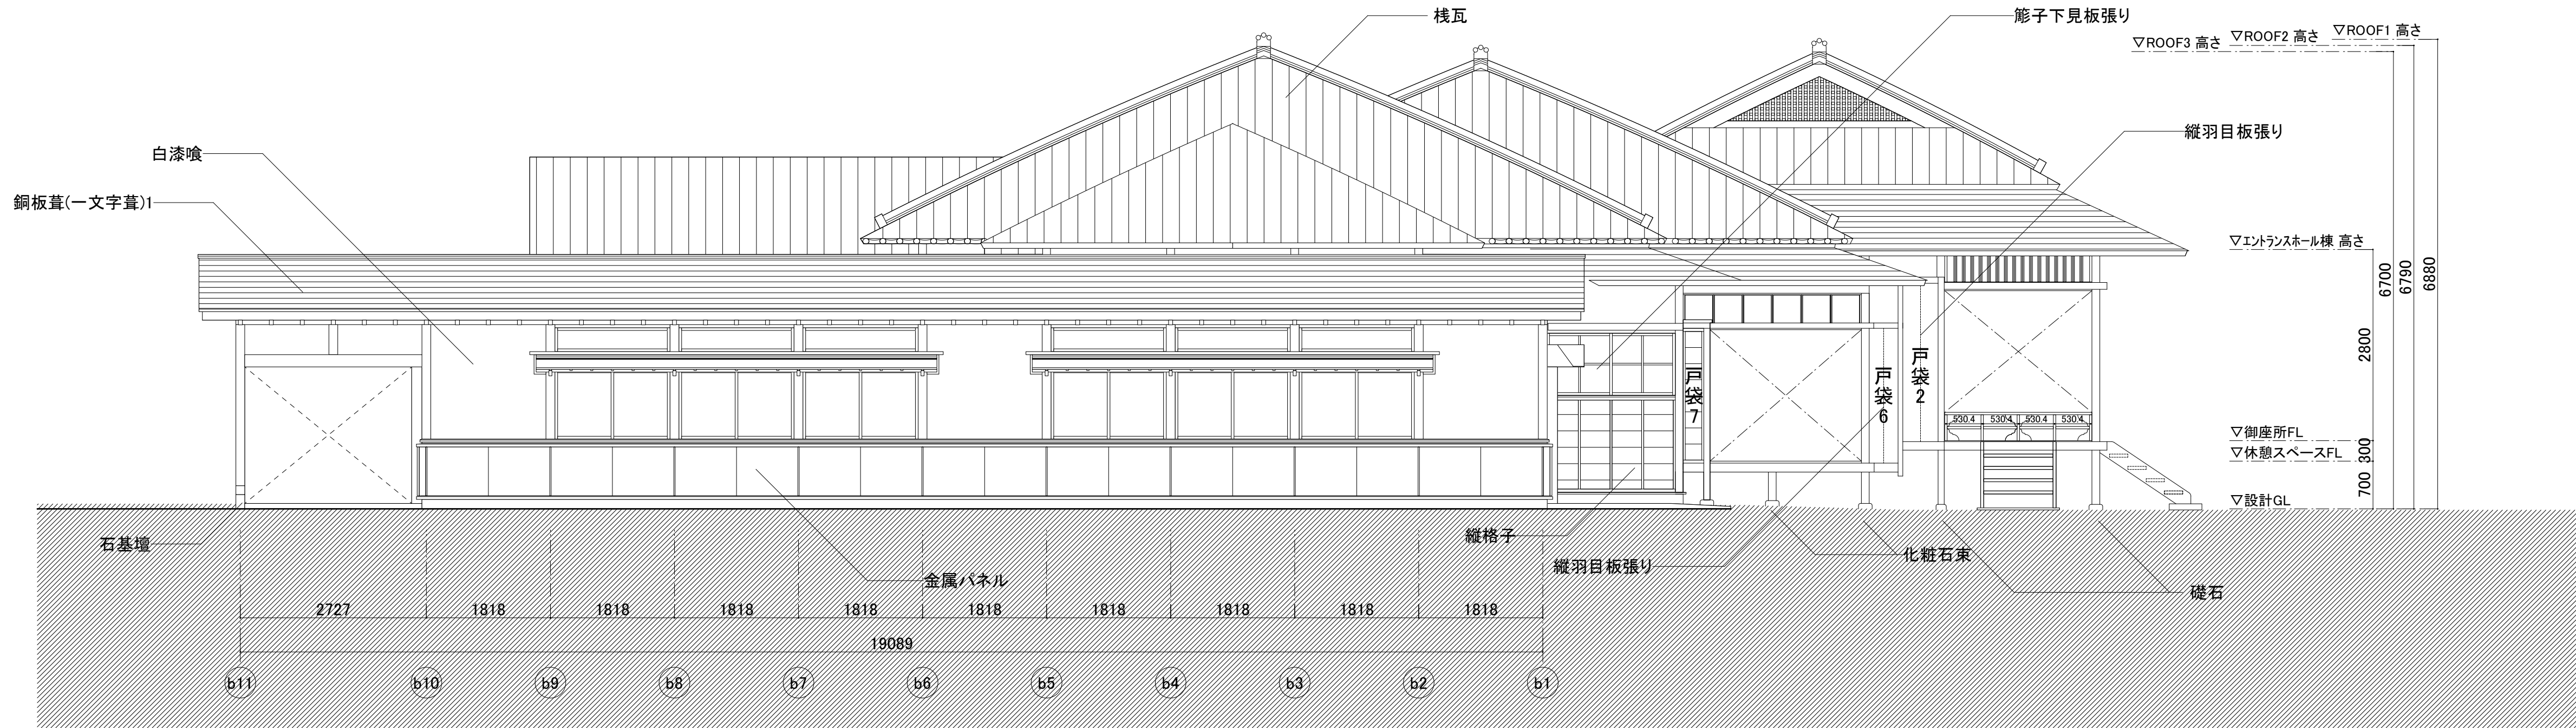 桟瓦
簓子下見板張り
▽ROOF1 高さ
▽ROOF2 高さ
▽ROOF3 高さ
縦羽目板張り
白漆喰
銅板葺(一文字葺)1
▽エントランスホール棟 高さ
6700
6790
6880
2800
戸袋2
戸袋7
戸袋6
530.4
530.4
530.4
530.4
▽御座所FL
300
▽休憩スペースFL
700
▽設計GL
石基壇
縦格子
化粧石束
縦羽目板張り
金属パネル
礎石
2727
1818
1818
1818
1818
1818
1818
1818
1818
1818
19089
b11
b10
b9
b8
b7
b6
b5
b4
b3
b2
b1